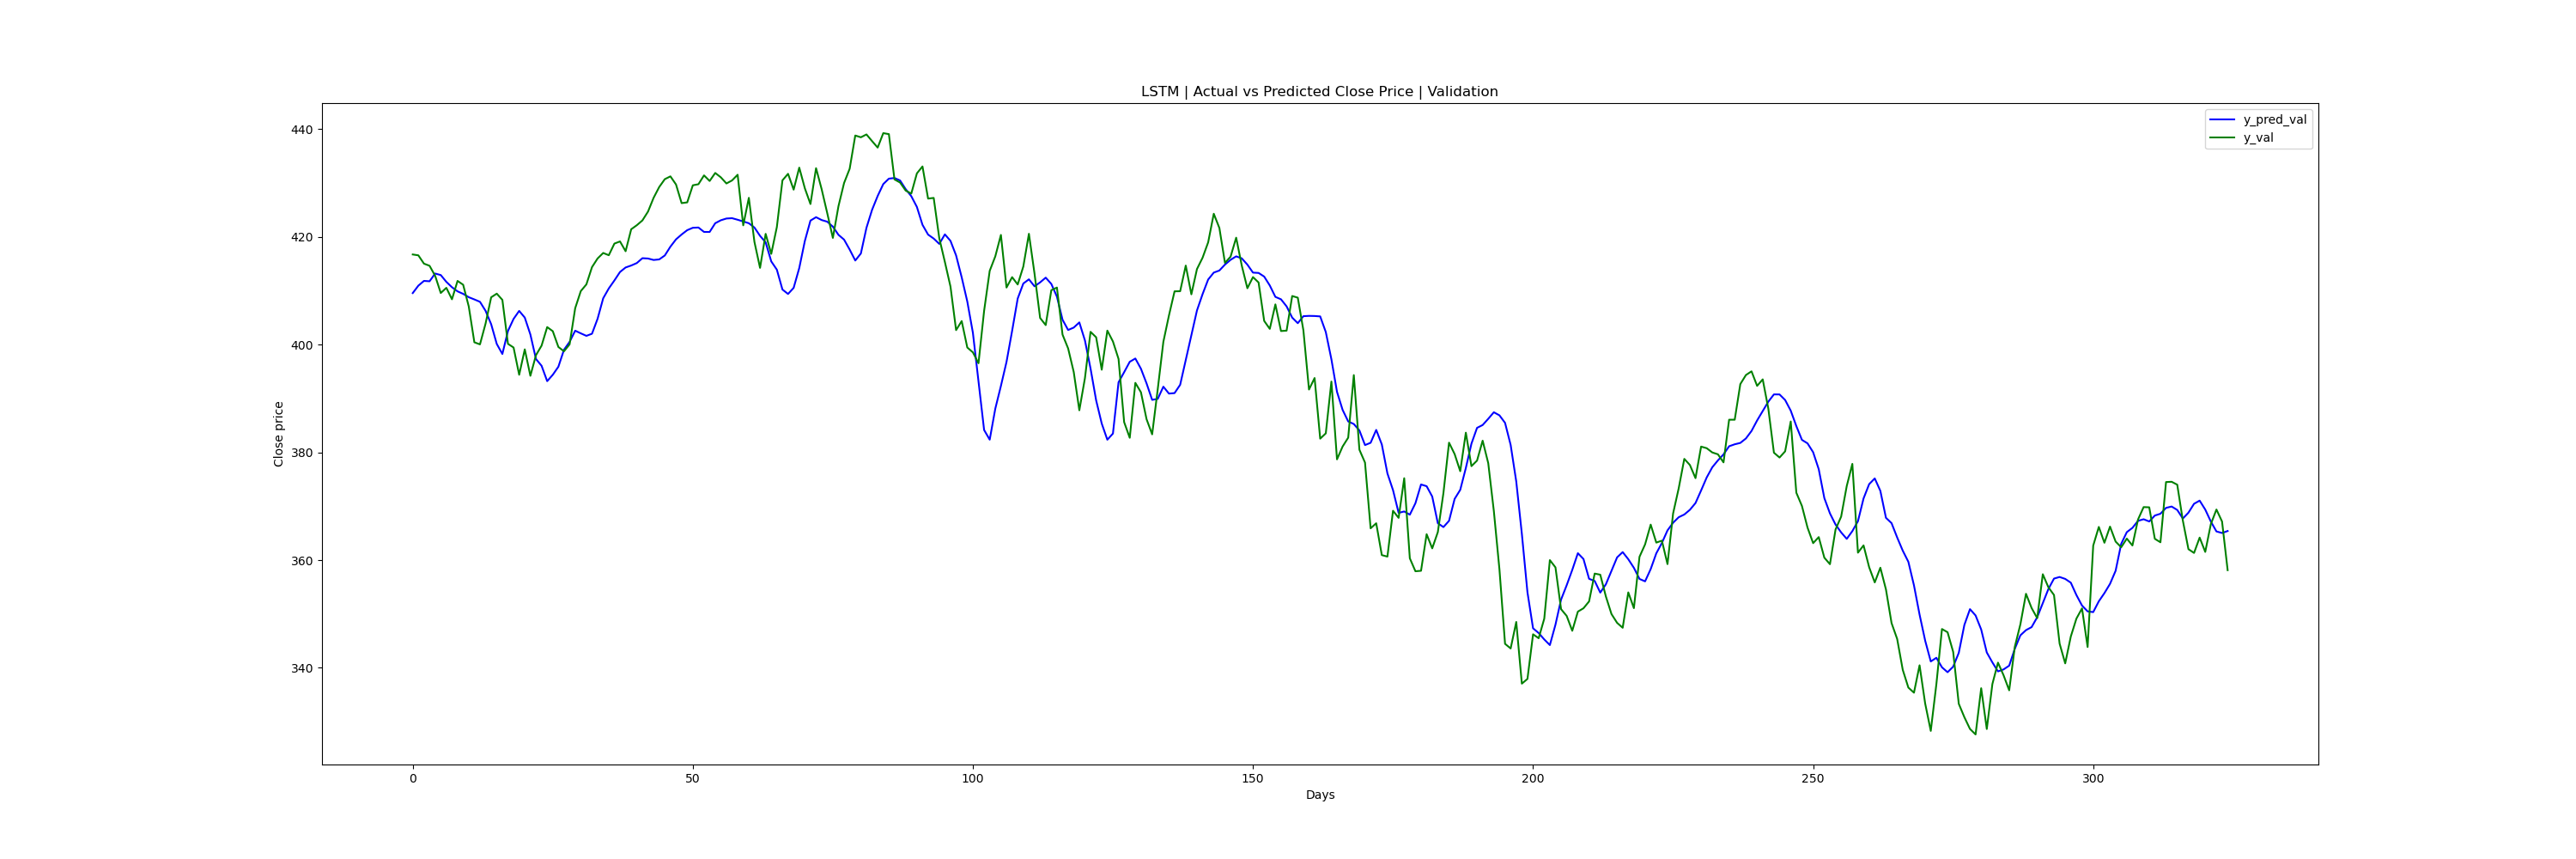 LSTM | Actual vs Predicted Close Price | Validation
y_pred_val
y_val
Close price
440
420
400
380
360
340
0 50 100 150 200 250 300
Days